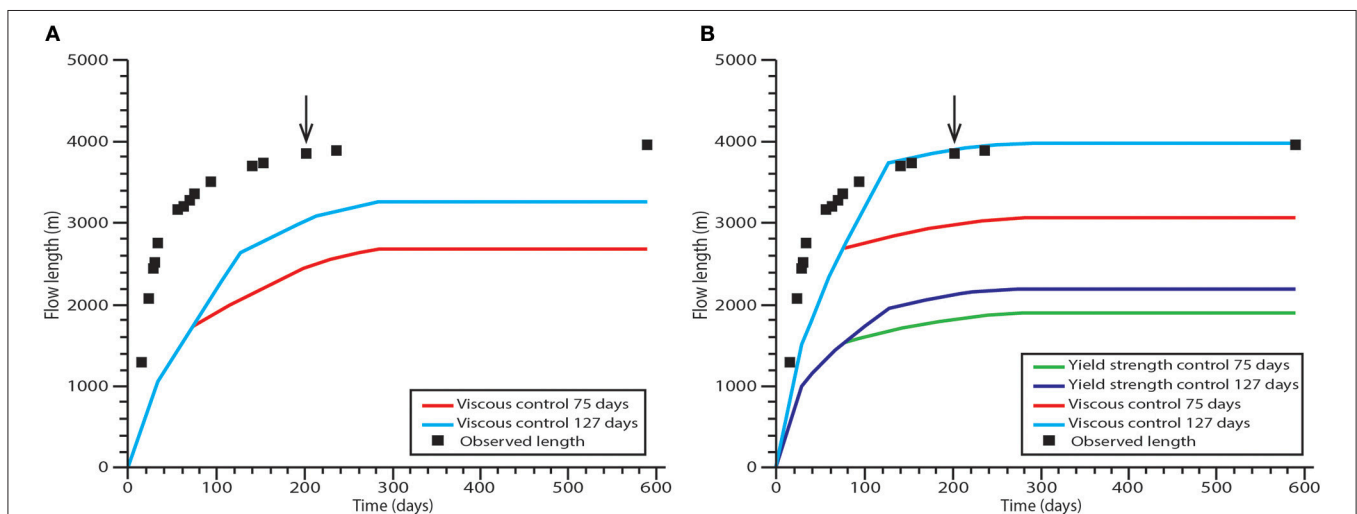 A
5000
4000
3000
2000
1000
0
Flow length (m)
0 100 200 300 400 500 600
Time (days)
Viscous control 75 days
Viscous control 127 days
Observed length
B
5000
4000
3000
2000
1000
0
Flow length (m)
0 100 200 300 400 500 600
Time (days)
Yield strength control 75 days
Yield strength control 127 days
Viscous control 75 days
Viscous control 127 days
Observed length